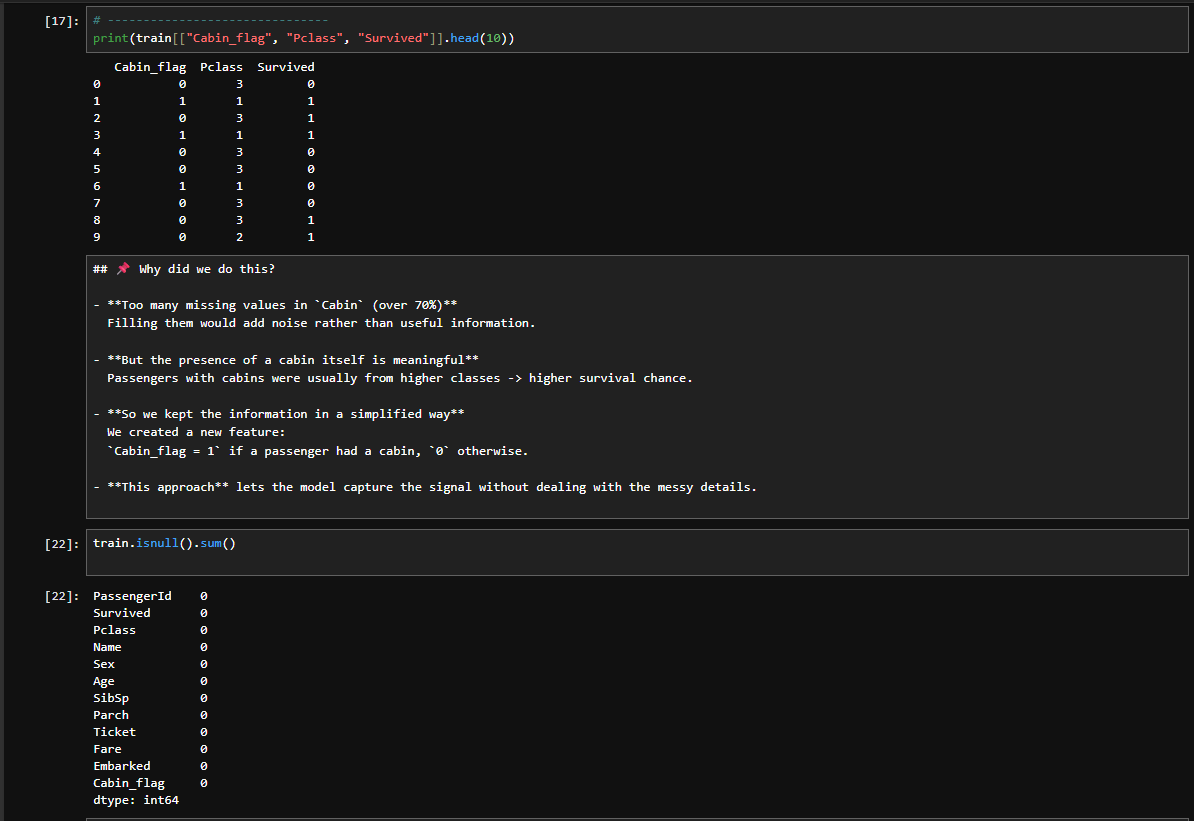 [17]: # -------------------------------
print(train[["Cabin_flag", "Pclass", "Survived"]].head(10))
Cabin_flag Pclass Survived
0 0 3 0
1 1 1 1
2 0 3 1
3 1 1 1
4 0 3 0
5 0 3 0
6 1 1 0
7 0 3 0
8 0 3 1
9 0 2 1
## 📌 Why did we do this?
- **Too many missing values in `Cabin` (over 70%)**
Filling them would add noise rather than useful information.
- **But the presence of a cabin itself is meaningful**
Passengers with cabins were usually from higher classes -> higher survival chance.
- **So we kept the information in a simplified way**
We created a new feature:
`Cabin_flag = 1` if a passenger had a cabin, `0` otherwise.
- **This approach** lets the model capture the signal without dealing with the messy details.
[22]: train.isnull().sum()
[22]: PassengerId 0
Survived 0
Pclass 0
Name 0
Sex 0
Age 0
SibSp 0
Parch 0
Ticket 0
Fare 0
Embarked 0
Cabin_flag 0
dtype: int64